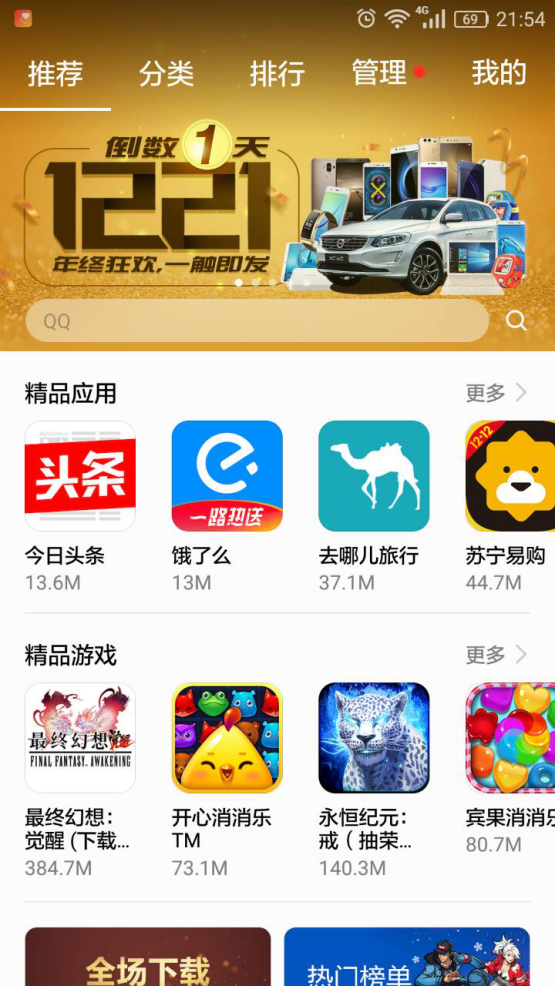 4G
69
21:54
推荐
分类
排行
管理
我的
倒数1天
1221
年终狂欢,一触即发
QQ
精品应用
更多
头条
一路热送
12-12
今日头条
饿了么
去哪儿旅行
苏宁易购
13.6M
13M
37.1M
44.7M
精品游戏
更多
最终幻想觉醒
FINAL FANTASY. AWAKENING
最终幻想:
觉醒 (下载...
开心消消乐
TM
永恒纪元:
戒（抽荣...
宾果消消乐
384.7M
73.1M
140.3M
80.7M
全场下载
热门榜单